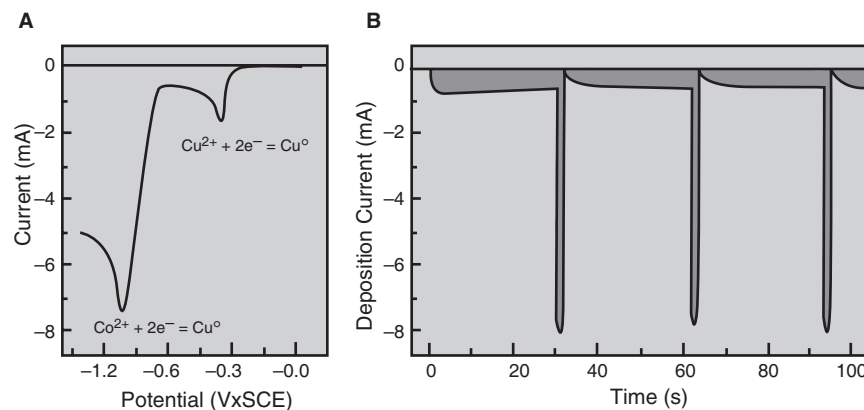 A
B
0
−2
−4
−6
−8
Current (mA)
Cu²⁺ + 2e⁻ = Cu°
Co²⁺ + 2e⁻ = Cu°
−1.2 −0.6 −0.3 −0.0
Potential (VxSCE)
0
−2
−4
−6
−8
Deposition Current (mA)
0 20 40 60 80 100
Time (s)